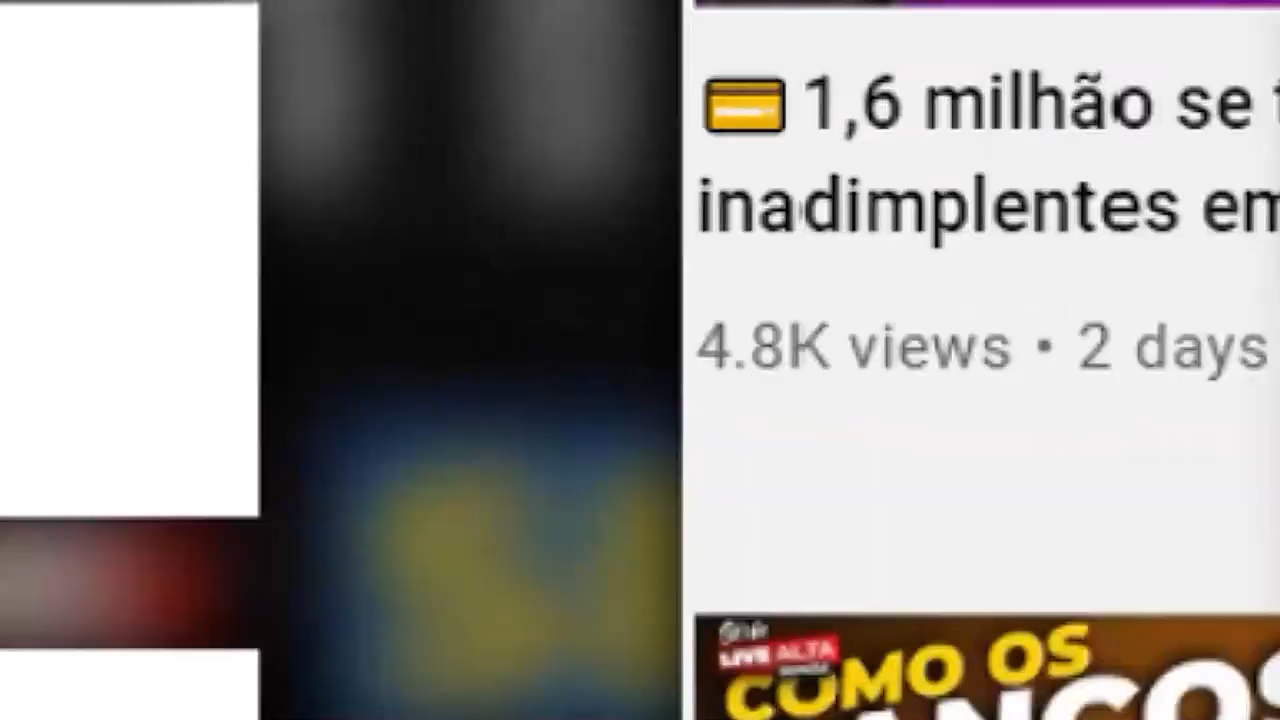 1,6 milhão se
inadimplentes em
4.8K views • 2 days
LIVE ALTA
COMO OS